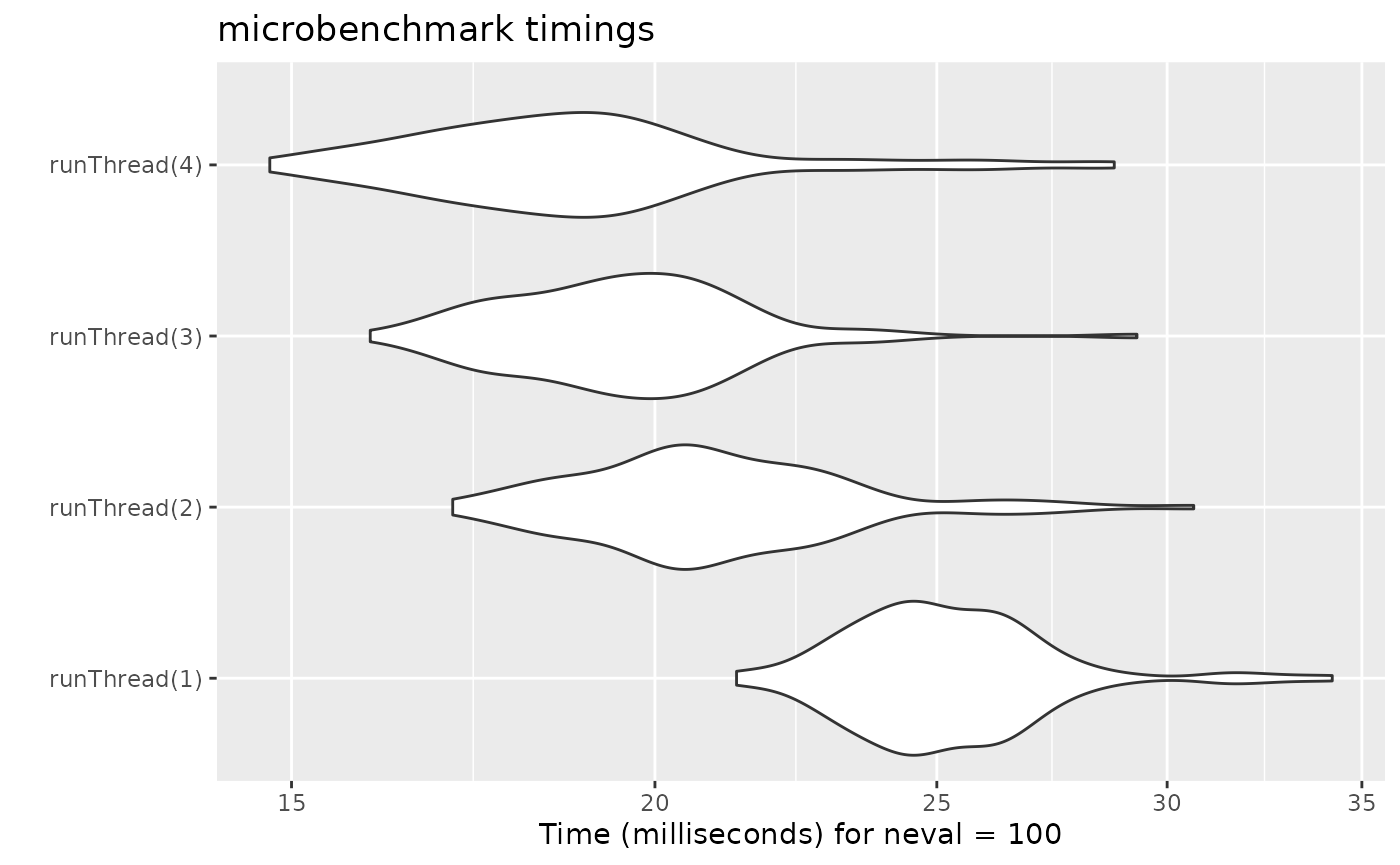 microbenchmark timings
runThread(4)
runThread(3)
runThread(2)
runThread(1)
15 20 25 30 35
Time (milliseconds) for neval = 100